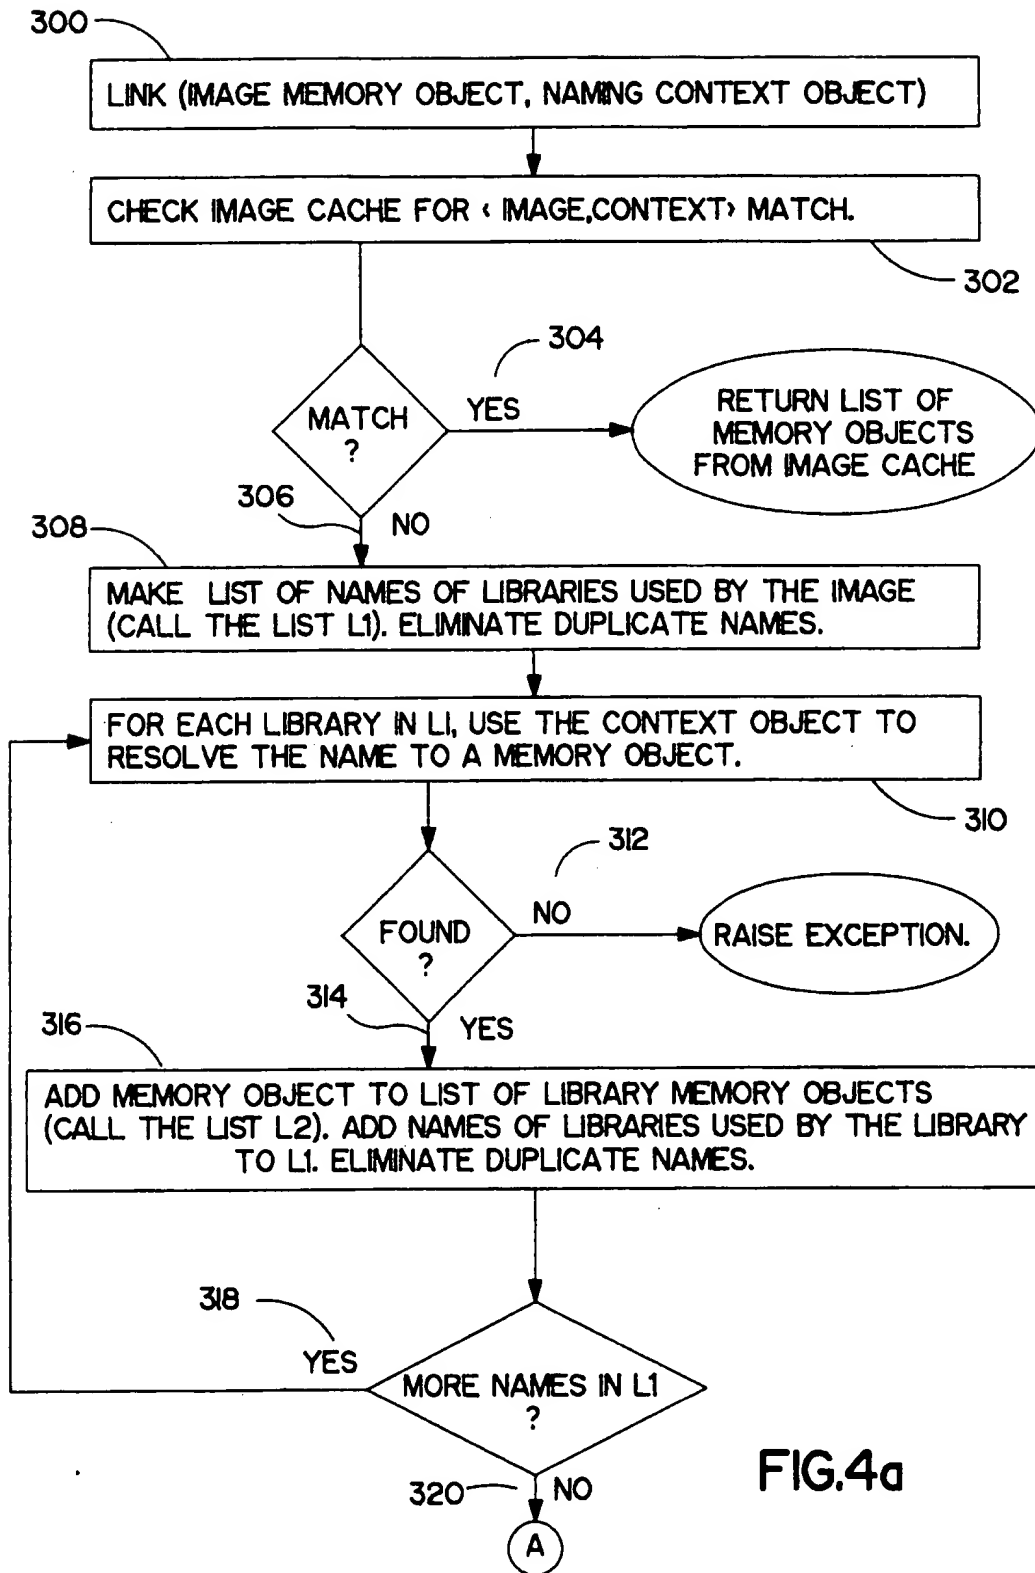 300
LINK (IMAGE MEMORY OBJECT, NAMING CONTEXT OBJECT)
CHECK IMAGE CACHE FOR ‹ IMAGE,CONTEXT› MATCH.
302
304
MATCH
?
YES
RETURN LIST OF
MEMORY OBJECTS
FROM IMAGE CACHE
306
NO
308
MAKE LIST OF NAMES OF LIBRARIES USED BY THE IMAGE
(CALL THE LIST L1). ELIMINATE DUPLICATE NAMES.
FOR EACH LIBRARY IN L1, USE THE CONTEXT OBJECT TO
RESOLVE THE NAME TO A MEMORY OBJECT.
310
312
FOUND
?
NO
RAISE EXCEPTION.
314
YES
316
ADD MEMORY OBJECT TO LIST OF LIBRARY MEMORY OBJECTS
(CALL THE LIST L2). ADD NAMES OF LIBRARIES USED BY THE LIBRARY
TO L1. ELIMINATE DUPLICATE NAMES.
318
YES
MORE NAMES IN L1
?
320
NO
A
FIG.4a